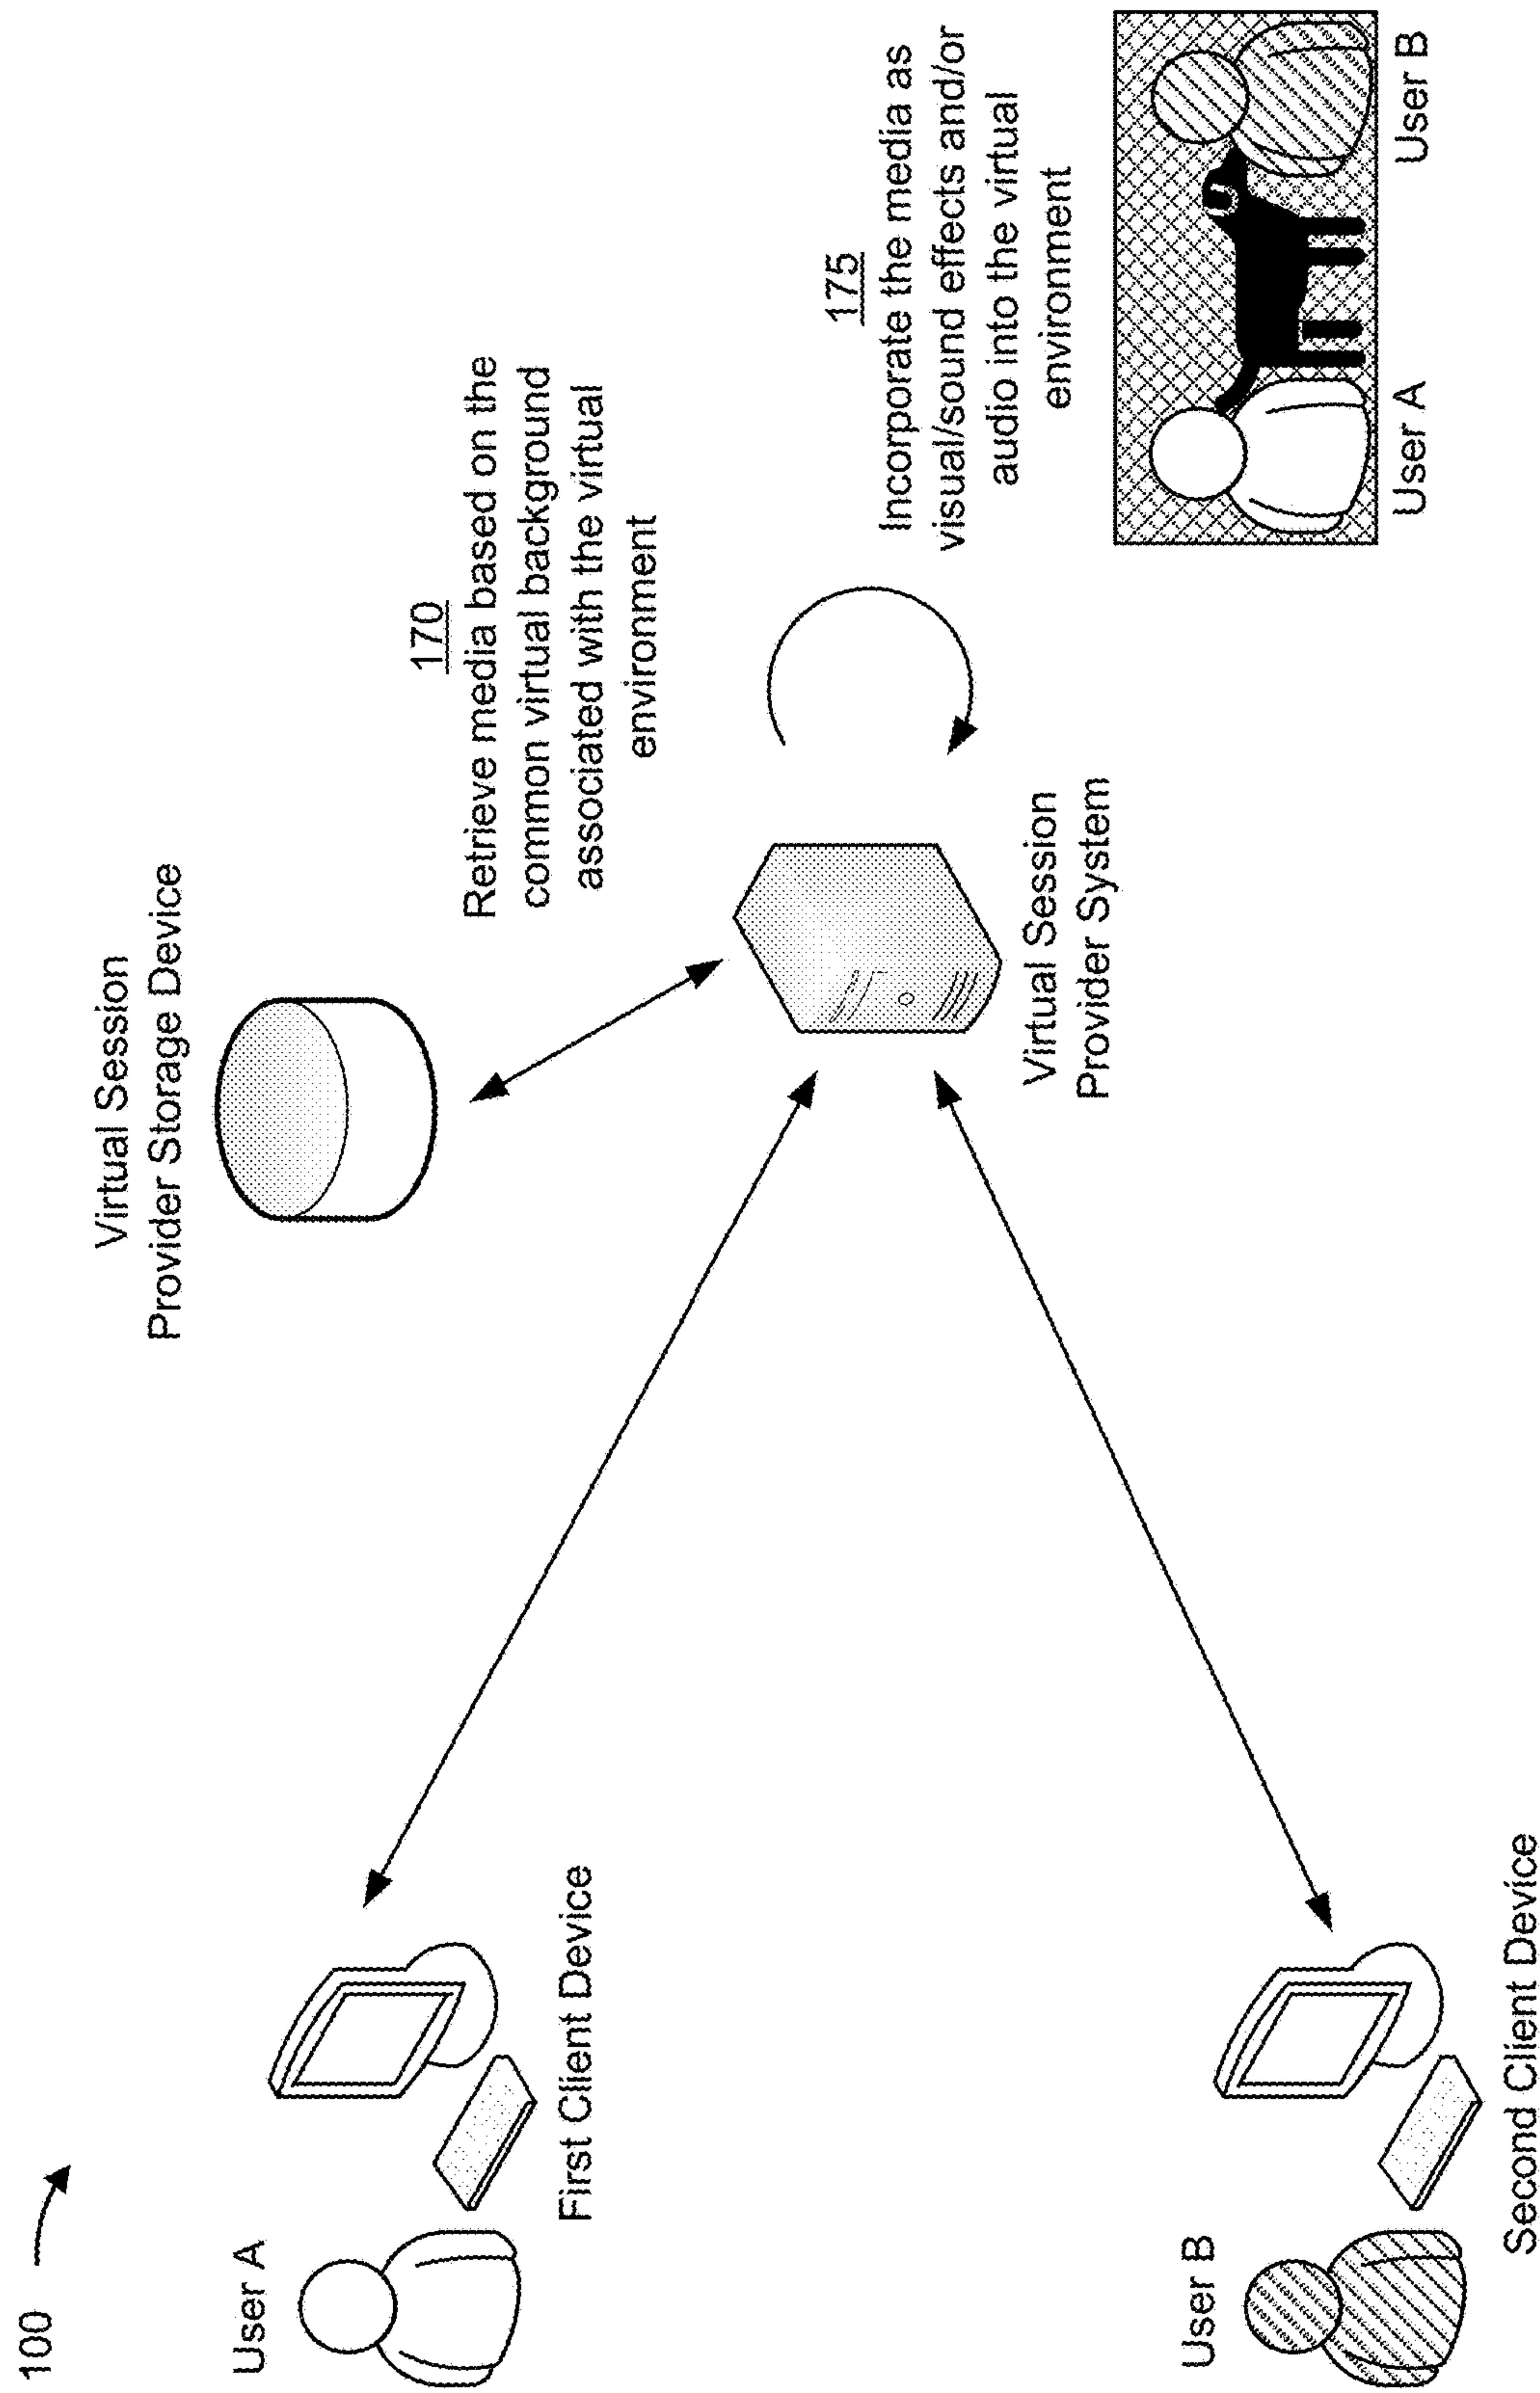 100
User A
First Client Device
User B
Second Client Device
Virtual Session
Provider Storage Device
Virtual Session
Provider System
170
Retrieve media based on the
common virtual background
associated with the virtual
environment
175
Incorporate the media as
visual/sound effects and/or
audio into the virtual
environment
User A
User B